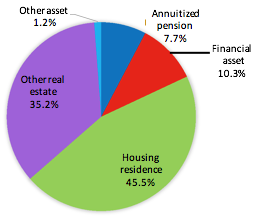 Other asset
1.2%
Annuitized
pension
7.7%
Financial
asset
10.3%
Other real
estate
35.2%
Housing
residence
45.5%